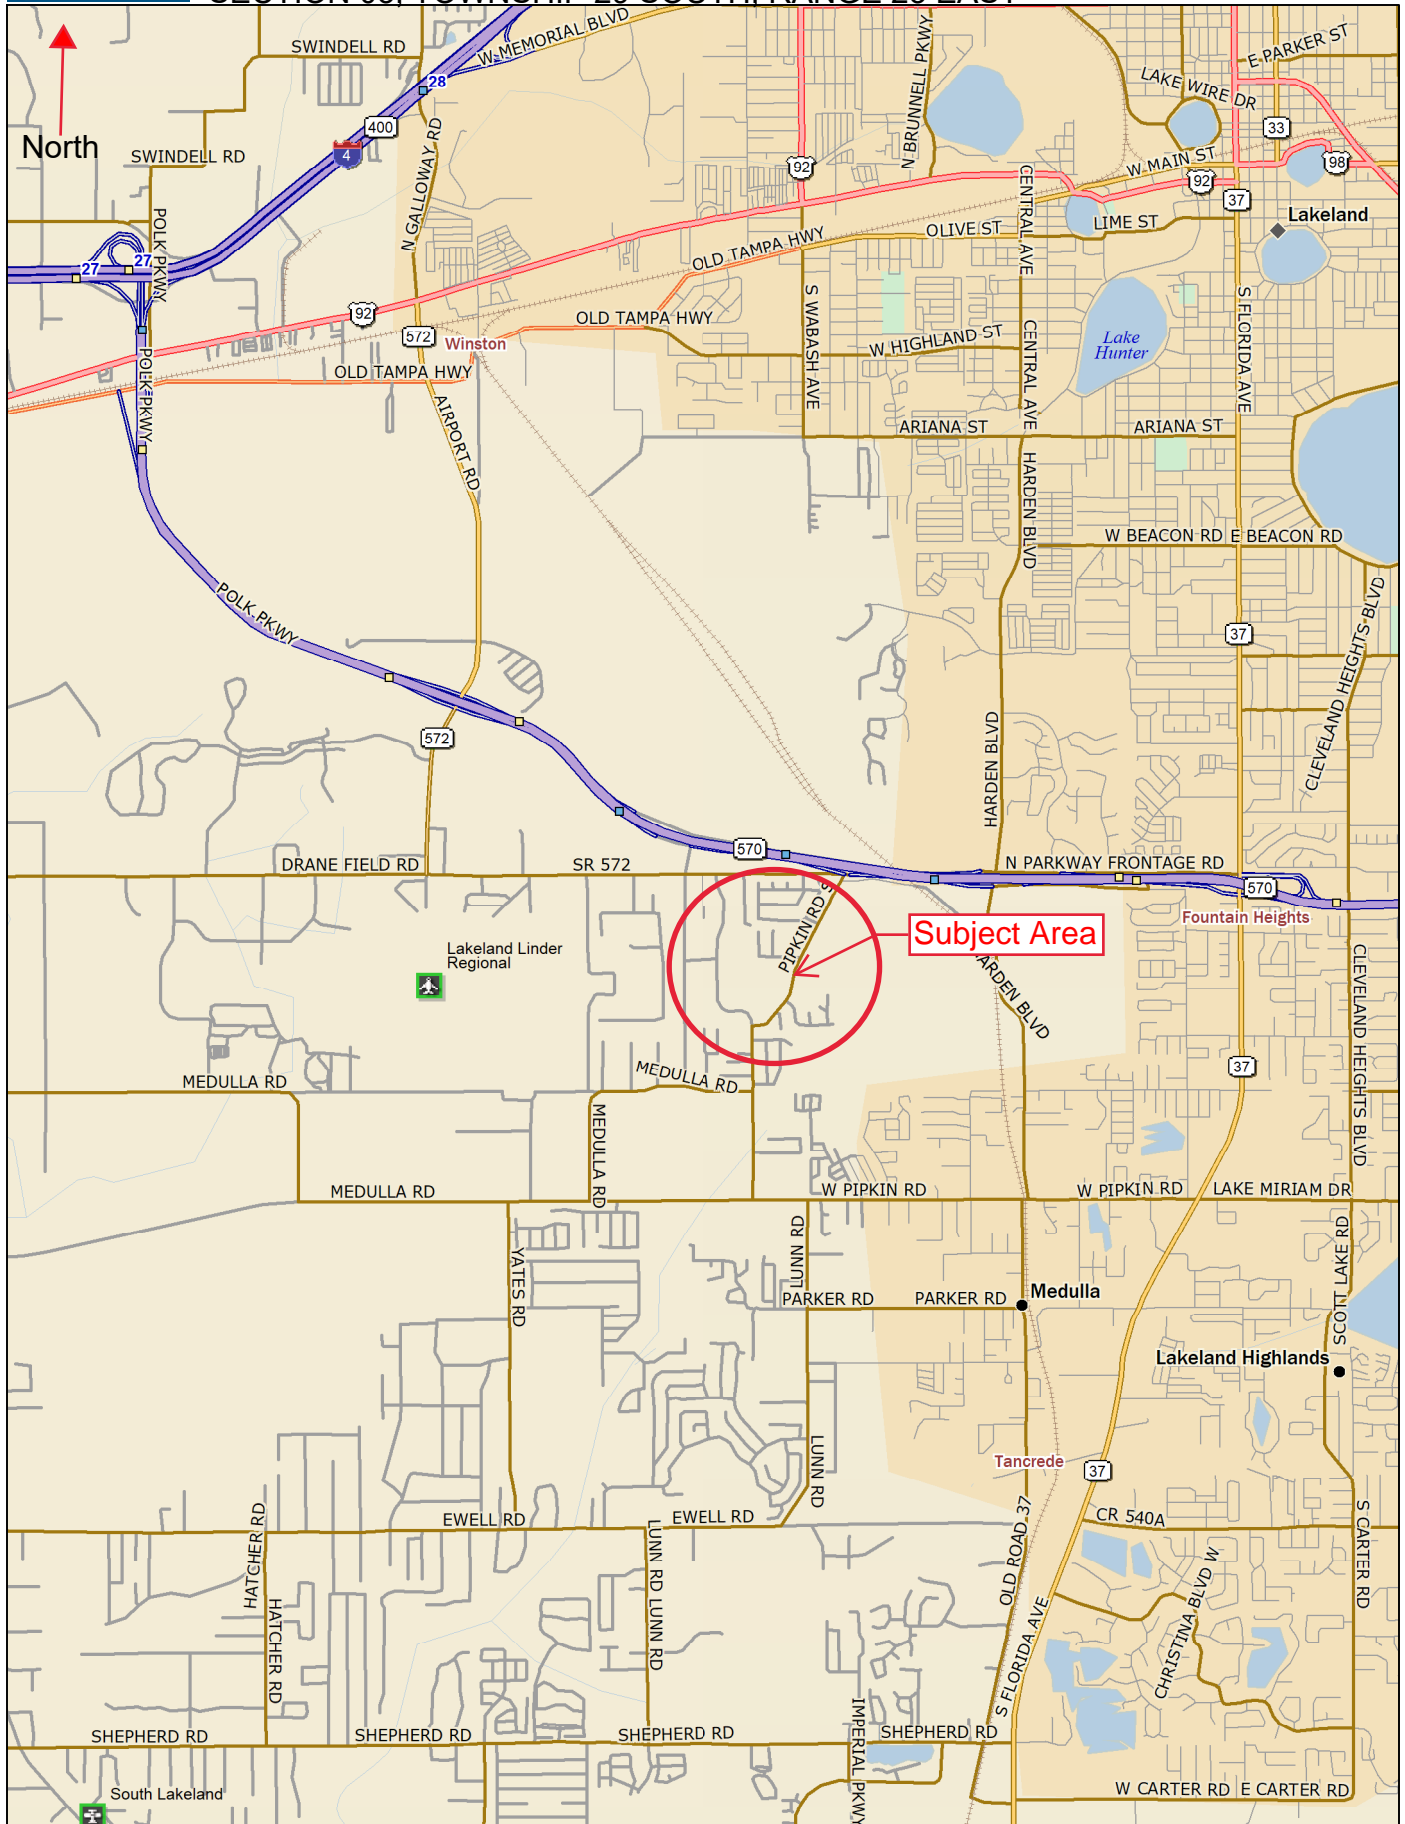 SWINDELL RD
W MEMORIAL BLVD
N BRUNNELL PKWY
E PARKER ST
LAKE WIRE DR
28
400
4
33
North
SWINDELL RD
N GALLOWAY RD
92
W MAIN ST
98
92
37
CENTRAL AVE
Lakeland
LIME ST
OLIVE ST
POLK PKWY
OLD TAMPA HWY
27
27
S WABASH AVE
S FLORIDA AVE
92
OLD TAMPA HWY
572
Winston
W HIGHLAND ST
CENTRAL AVE
Lake
Hunter
POLK PKWY
OLD TAMPA HWY
AIRPORT RD
ARIANA ST
ARIANA ST
HARDEN BLVD
W BEACON RD
E BEACON RD
POLK PKWY
37
CLEVELAND HEIGHTS BLVD
572
HARDEN BLVD
570
DRANE FIELD RD
SR 572
N PARKWAY FRONTAGE RD
570
PIPKIN RD S
Fountain Heights
Subject Area
Lakeland Linder
Regional
HARDEN BLVD
CLEVELAND HEIGHTS BLVD
37
MEDULLA RD
MEDULLA RD
MEDULLA RD
MEDULLA RD
W PIPKIN RD
W PIPKIN RD
LAKE MIRIAM DR
YATES RD
LUNN RD
SCOTT LAKE RD
PARKER RD
PARKER RD
Medulla
Lakeland Highlands
LUNN RD
Tancrede
37
HATCHER RD
EWELL RD
EWELL RD
OLD ROAD 37
CR 540A
S CARTER RD
LUNN RD
LUNN RD
HATCHER RD
CHRISTINA BLVD W
S FLORIDA AVE
IMPERIAL PKWY
SHEPHERD RD
SHEPHERD RD
SHEPHERD RD
SHEPHERD RD
South Lakeland
W CARTER RD
E CARTER RD